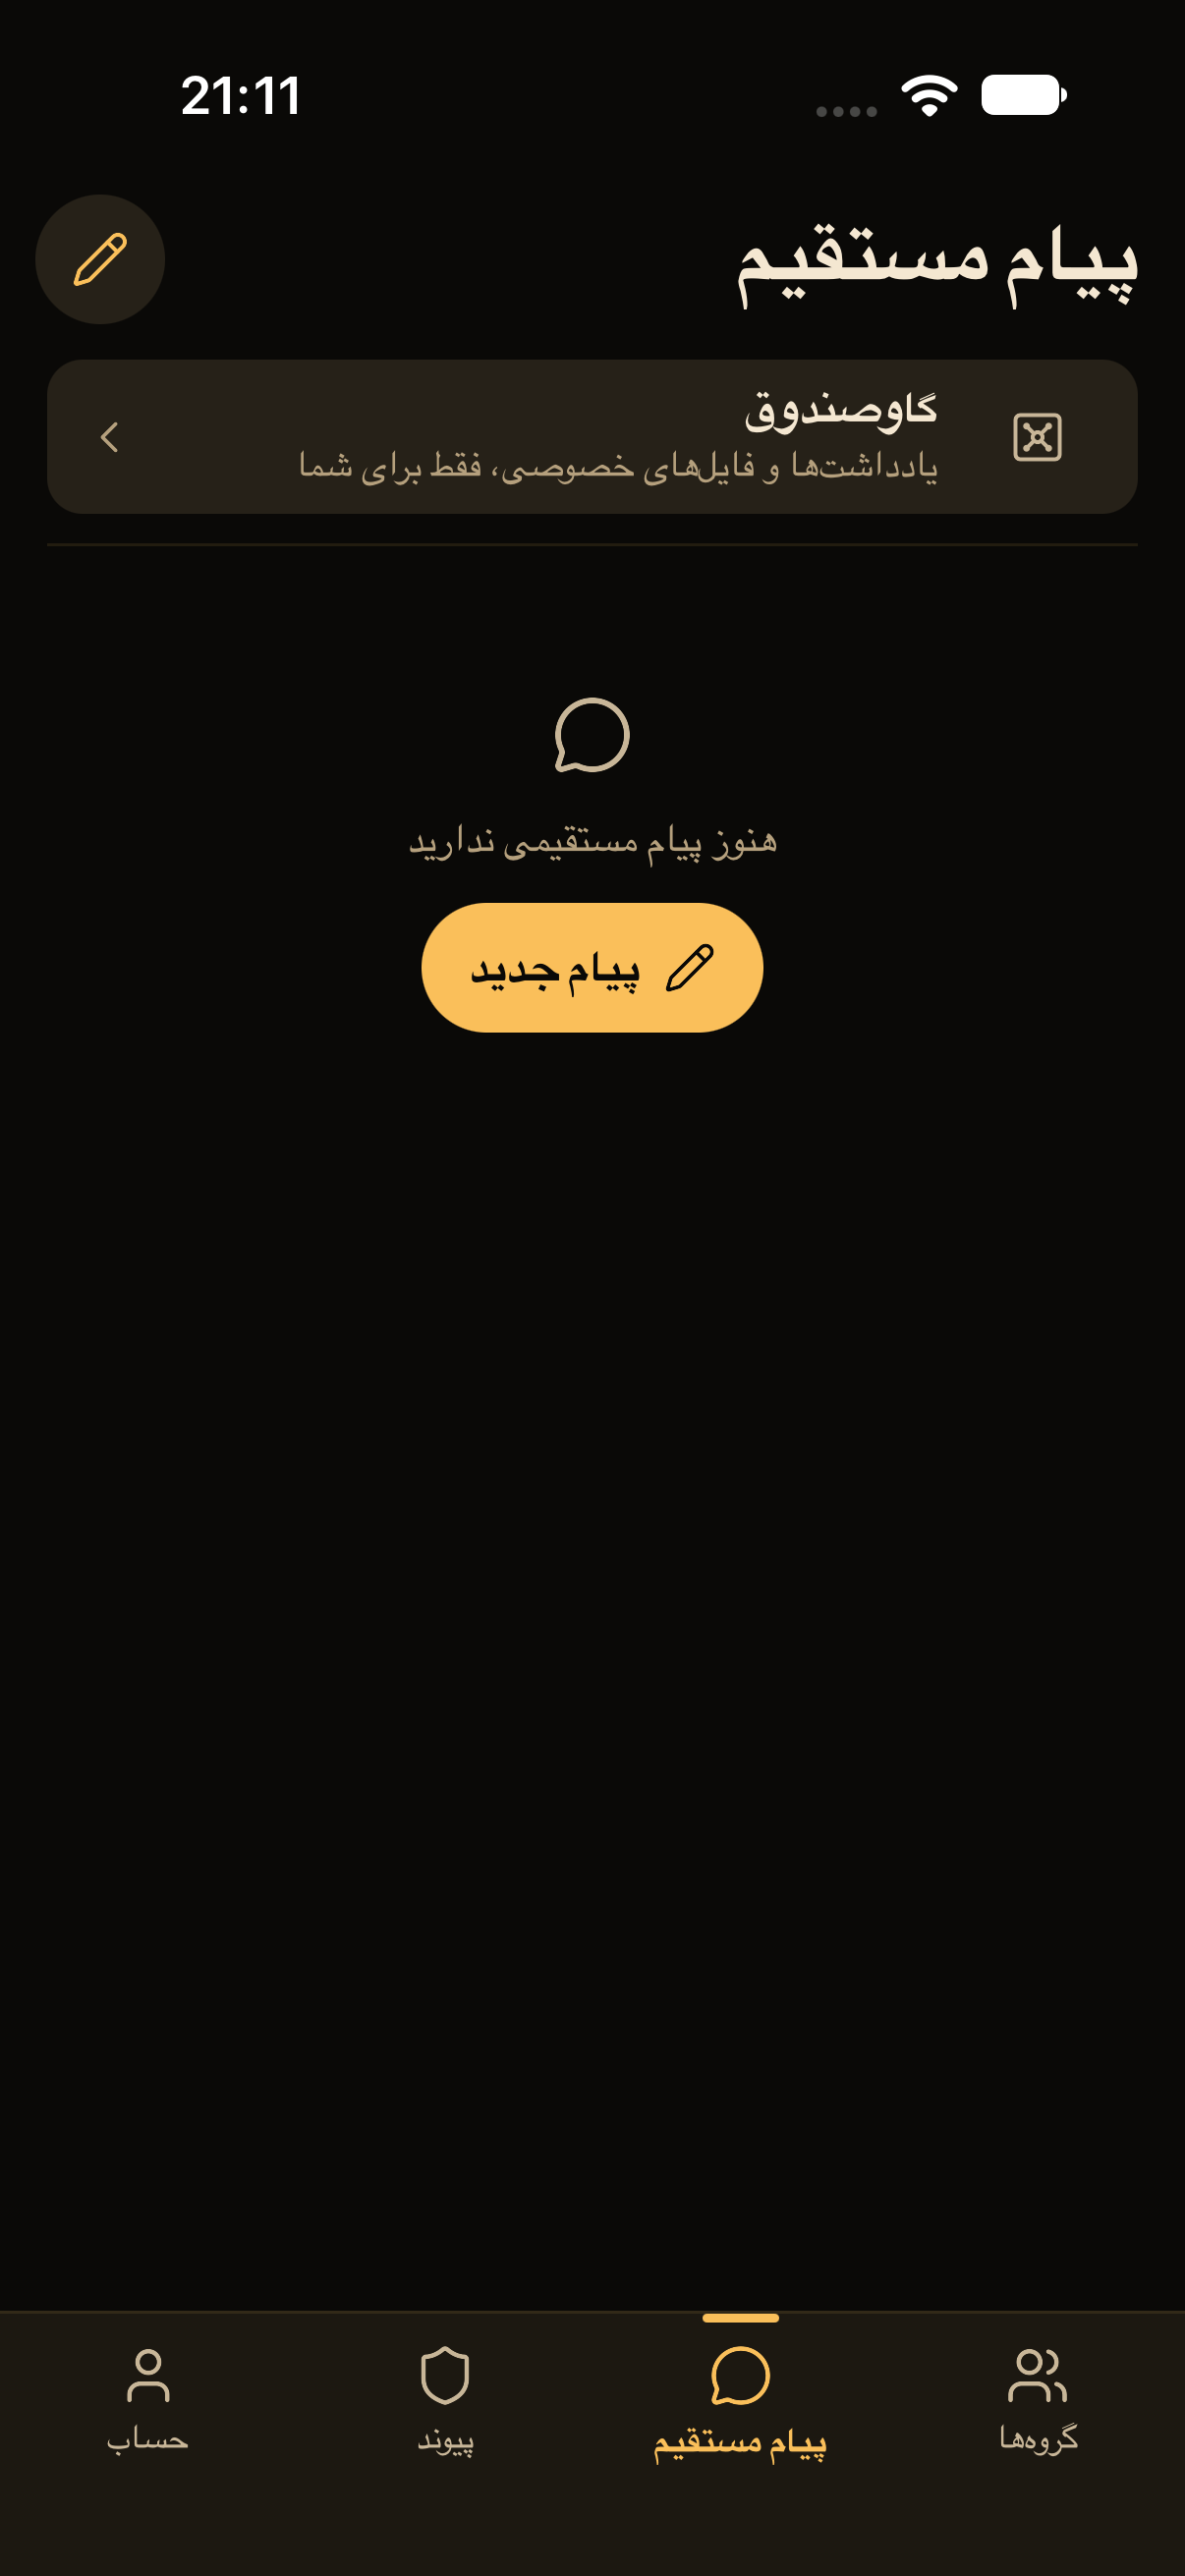 21:11
پیام مستقیم
گاوصندوق
یادداشت‌ها و فایل‌های خصوصی، فقط برای شما
هنوز پیام مستقیمی ندارید
پیام جدید
گروه‌ها
پیام مستقیم
پیوند
حساب